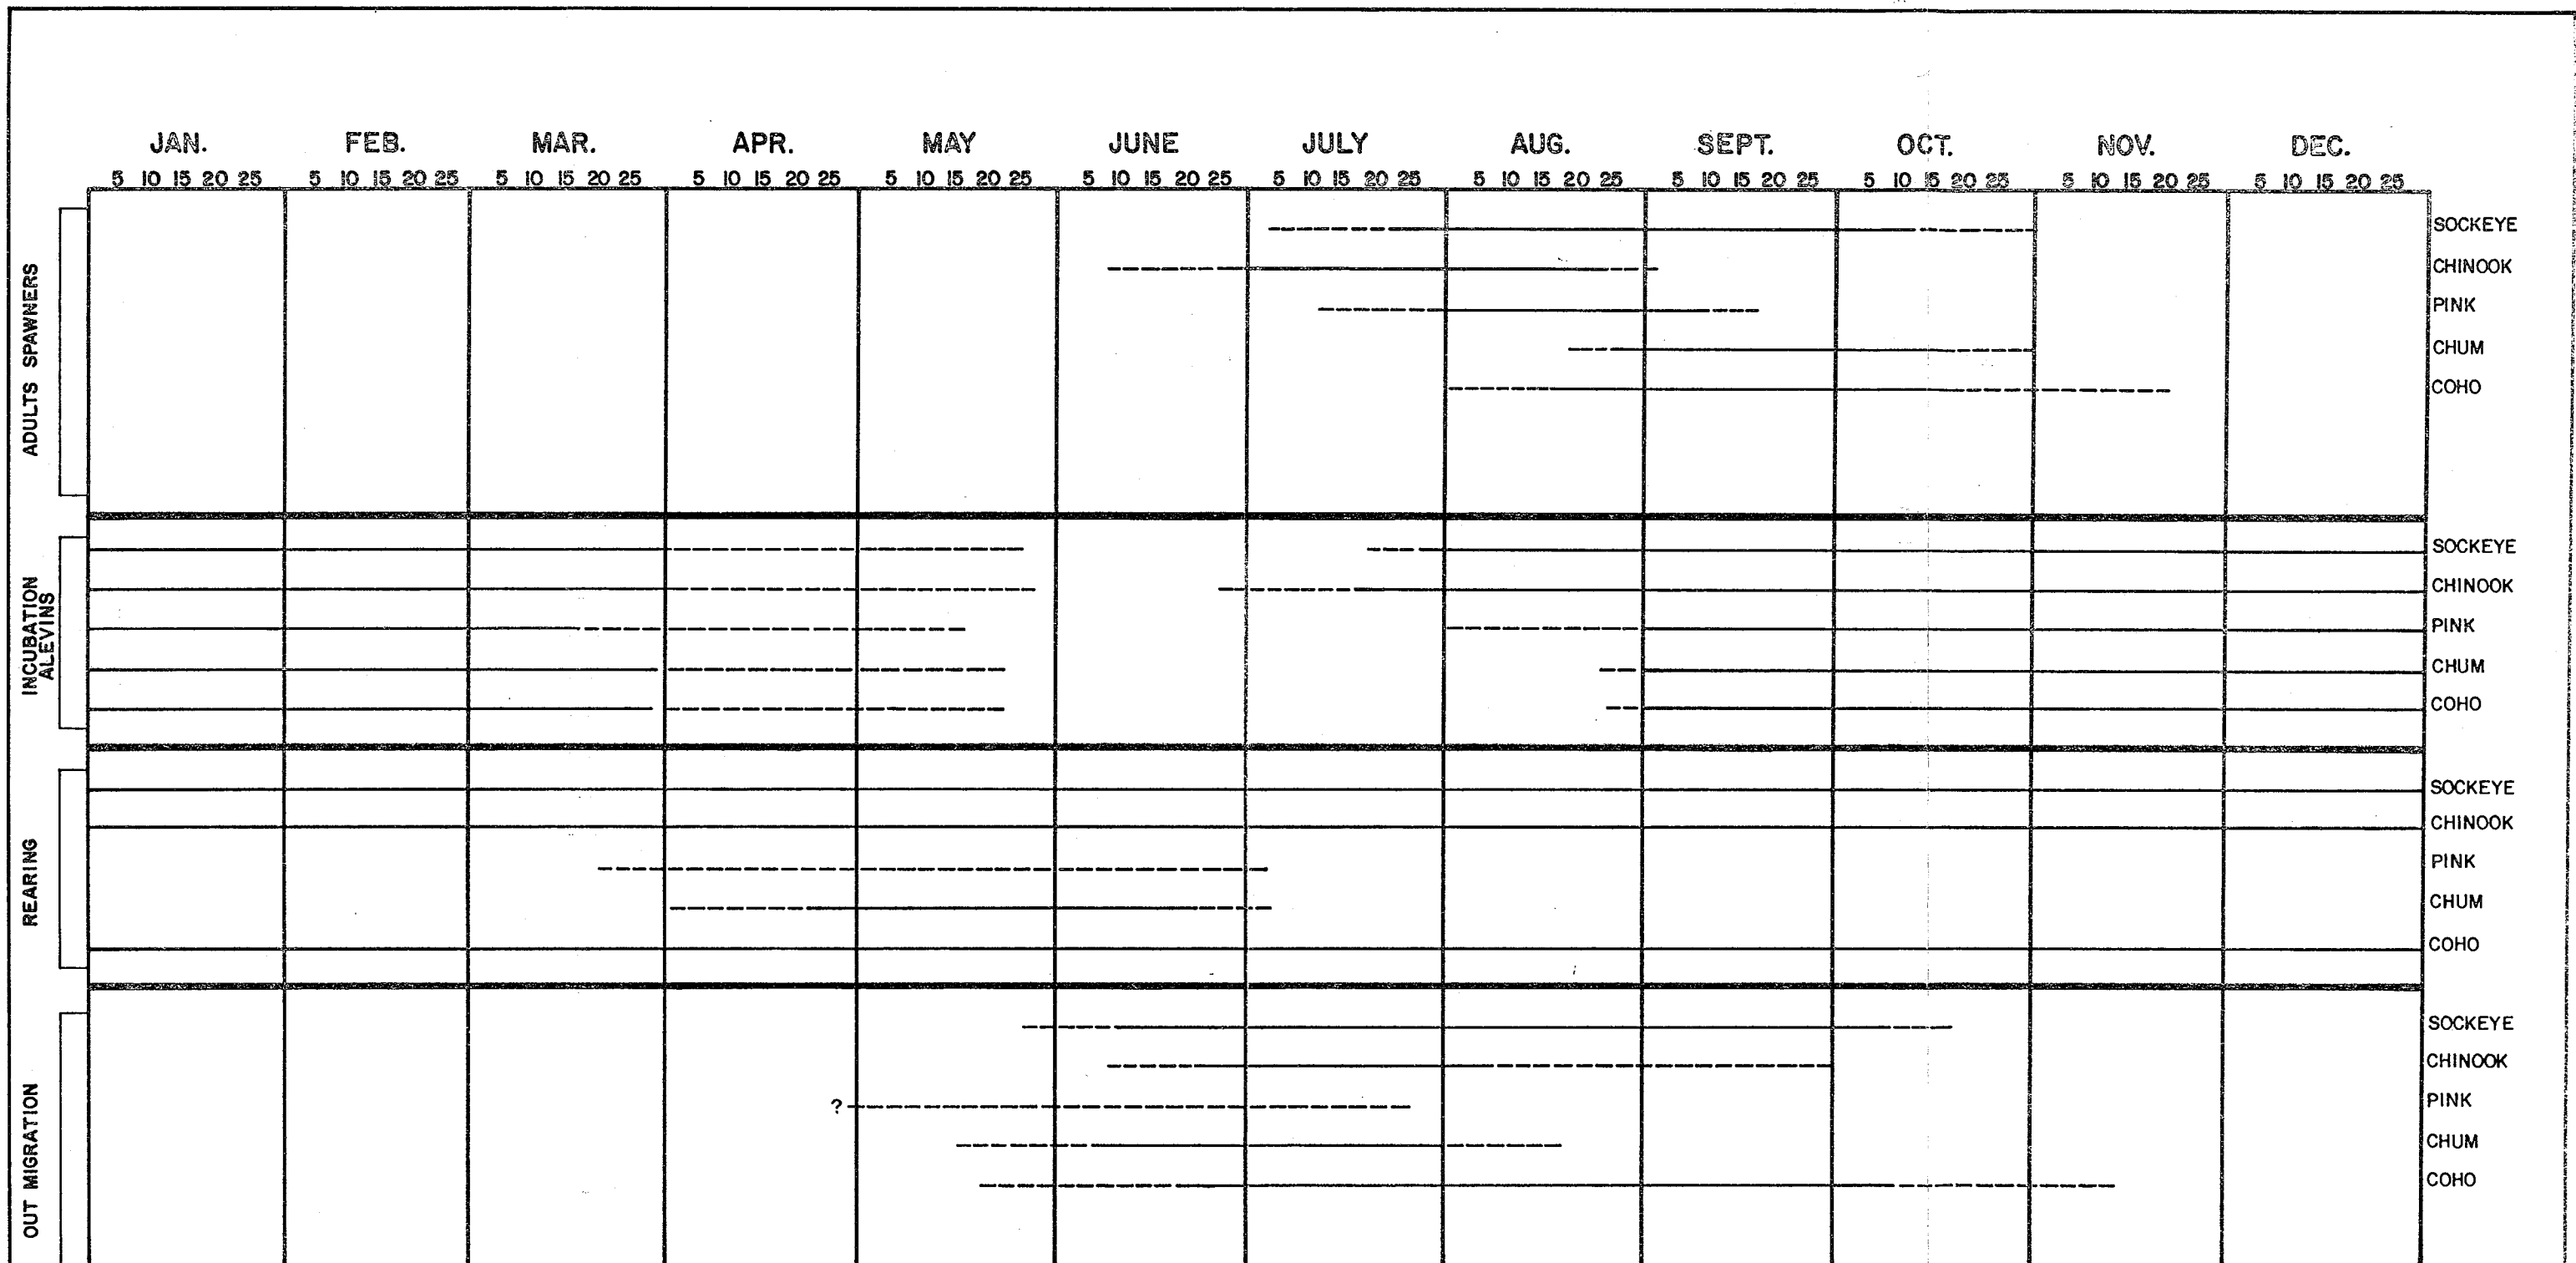 JAN. FEB. MAR. APR. MAY JUNE JULY AUG. SEPT. OCT. NOV. DEC.
5 10 15 20 25 5 10 15 20 25 5 10 15 20 25 5 10 15 20 25 5 10 15 20 25 5 10 15 20 25 5 10 15 20 25 5 10 15 20 25 5 10 15 20 25 5 10 15 20 25 5 10 15 20 25 5 10 15 20 25
ADULTS SPAWNERS
SOCKEYE
CHINOOK
PINK
CHUM
COHO
INCUBATION
ALEVINS
SOCKEYE
CHINOOK
PINK
CHUM
COHO
REARING
SOCKEYE
CHINOOK
PINK
CHUM
COHO
OUT MIGRATION
SOCKEYE
CHINOOK
?
PINK
CHUM
COHO